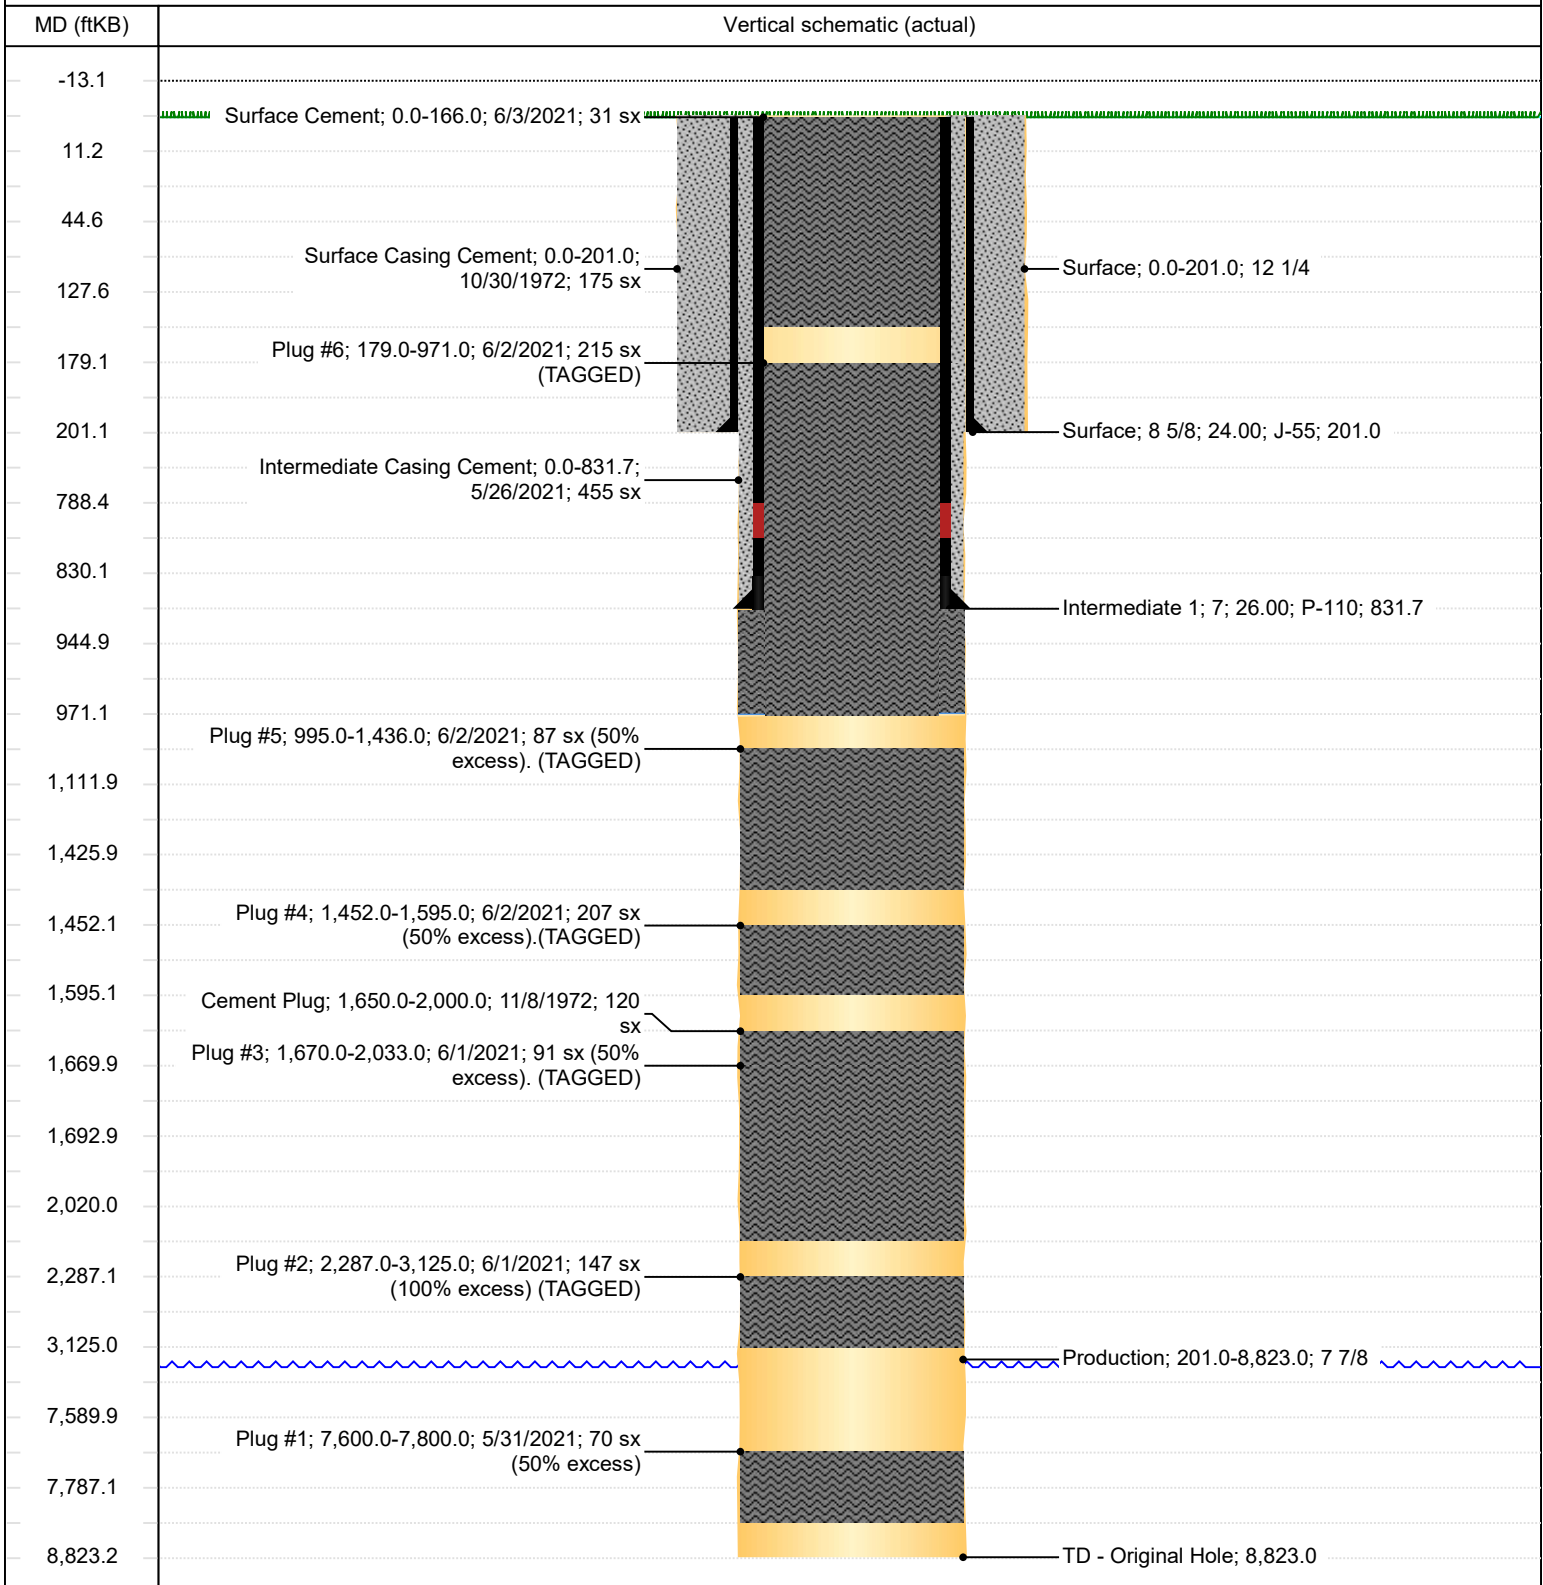 MD (ftKB)
Vertical schematic (actual)
-13.1
Surface Cement; 0.0-166.0; 6/3/2021; 31 sx
11.2
44.6
Surface Casing Cement; 0.0-201.0;
10/30/1972; 175 sx
Surface; 0.0-201.0; 12 1/4
127.6
Plug #6; 179.0-971.0; 6/2/2021; 215 sx
(TAGGED)
179.1
201.1
Surface; 8 5/8; 24.00; J-55; 201.0
Intermediate Casing Cement; 0.0-831.7;
5/26/2021; 455 sx
788.4
830.1
Intermediate 1; 7; 26.00; P-110; 831.7
944.9
971.1
Plug #5; 995.0-1,436.0; 6/2/2021; 87 sx (50%
excess). (TAGGED)
1,111.9
1,425.9
Plug #4; 1,452.0-1,595.0; 6/2/2021; 207 sx
(50% excess).(TAGGED)
1,452.1
1,595.1
Cement Plug; 1,650.0-2,000.0; 11/8/1972; 120
sx
Plug #3; 1,670.0-2,033.0; 6/1/2021; 91 sx (50%
excess). (TAGGED)
1,669.9
1,692.9
2,020.0
Plug #2; 2,287.0-3,125.0; 6/1/2021; 147 sx
(100% excess) (TAGGED)
2,287.1
3,125.0
Production; 201.0-8,823.0; 7 7/8
7,589.9
Plug #1; 7,600.0-7,800.0; 5/31/2021; 70 sx
(50% excess)
7,787.1
8,823.2
TD - Original Hole; 8,823.0